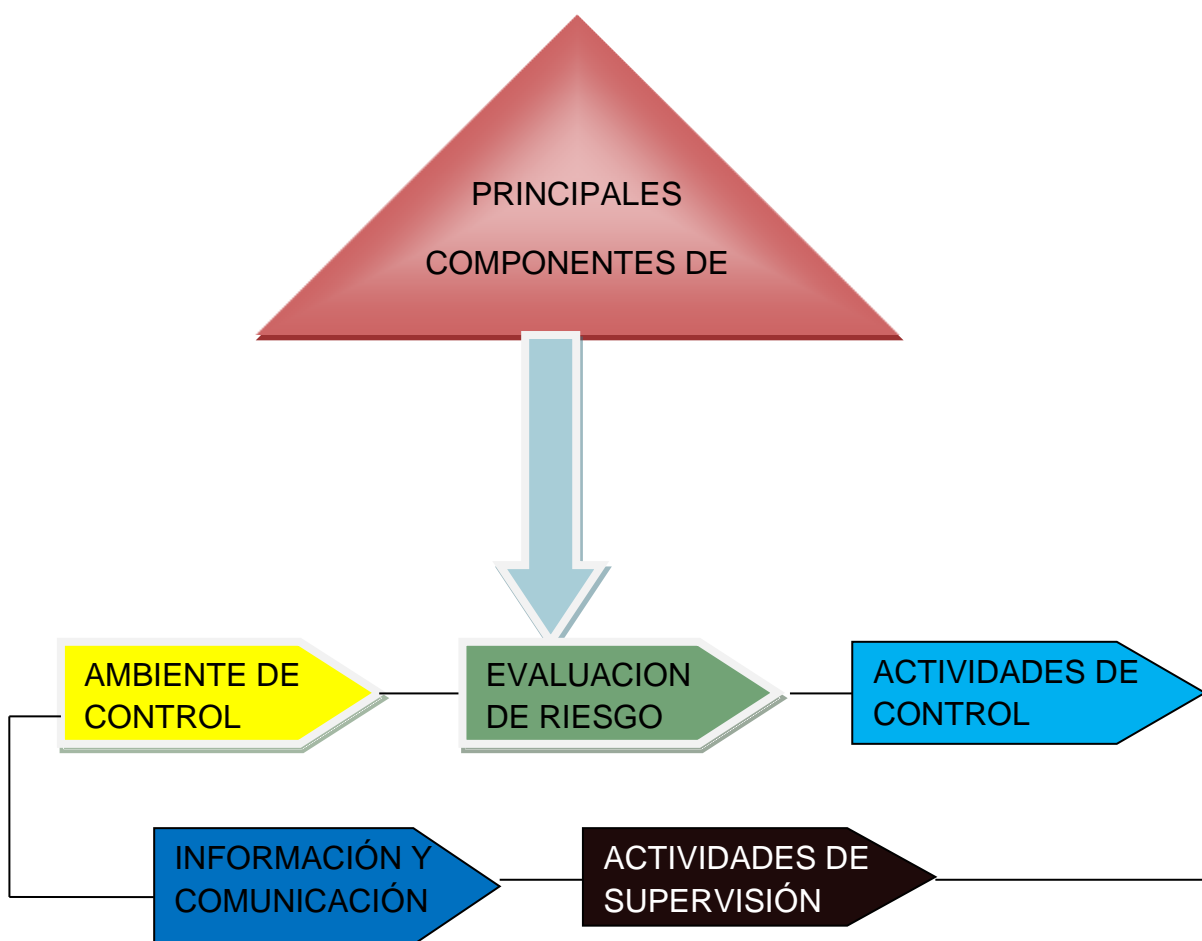 PRINCIPALES
COMPONENTES DE
AMBIENTE DE
CONTROL
EVALUACION
DE RIESGO
ACTIVIDADES DE
CONTROL
INFORMACIÓN Y
COMUNICACIÓN
ACTIVIDADES DE
SUPERVISIÓN